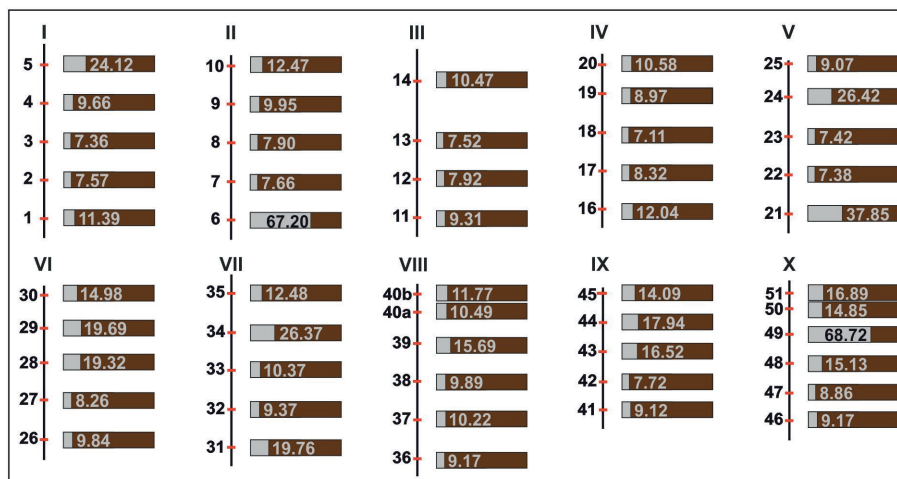 I II III IV V
5 24.12 10 12.47 14 10.47 20 10.58 25 9.07
4 9.66 9 9.95 13 7.52 19 8.97 24 26.42
3 7.36 8 7.90 12 7.92 18 7.11 23 7.42
2 7.57 7 7.66 11 9.31 17 8.32 22 7.38
1 11.39 6 67.20 16 12.04 21 37.85
VI VII VIII IX X
30 14.98 35 12.48 40b 11.77 45 14.09 51 16.89
40a 10.49 50 14.85
29 19.69 34 26.37 39 15.69 44 17.94 49 68.72
28 19.32 33 10.37 38 9.89 43 16.52 48 15.13
27 8.26 32 9.37 37 10.22 42 7.72 47 8.86
26 9.84 31 19.76 36 9.17 41 9.12 46 9.17